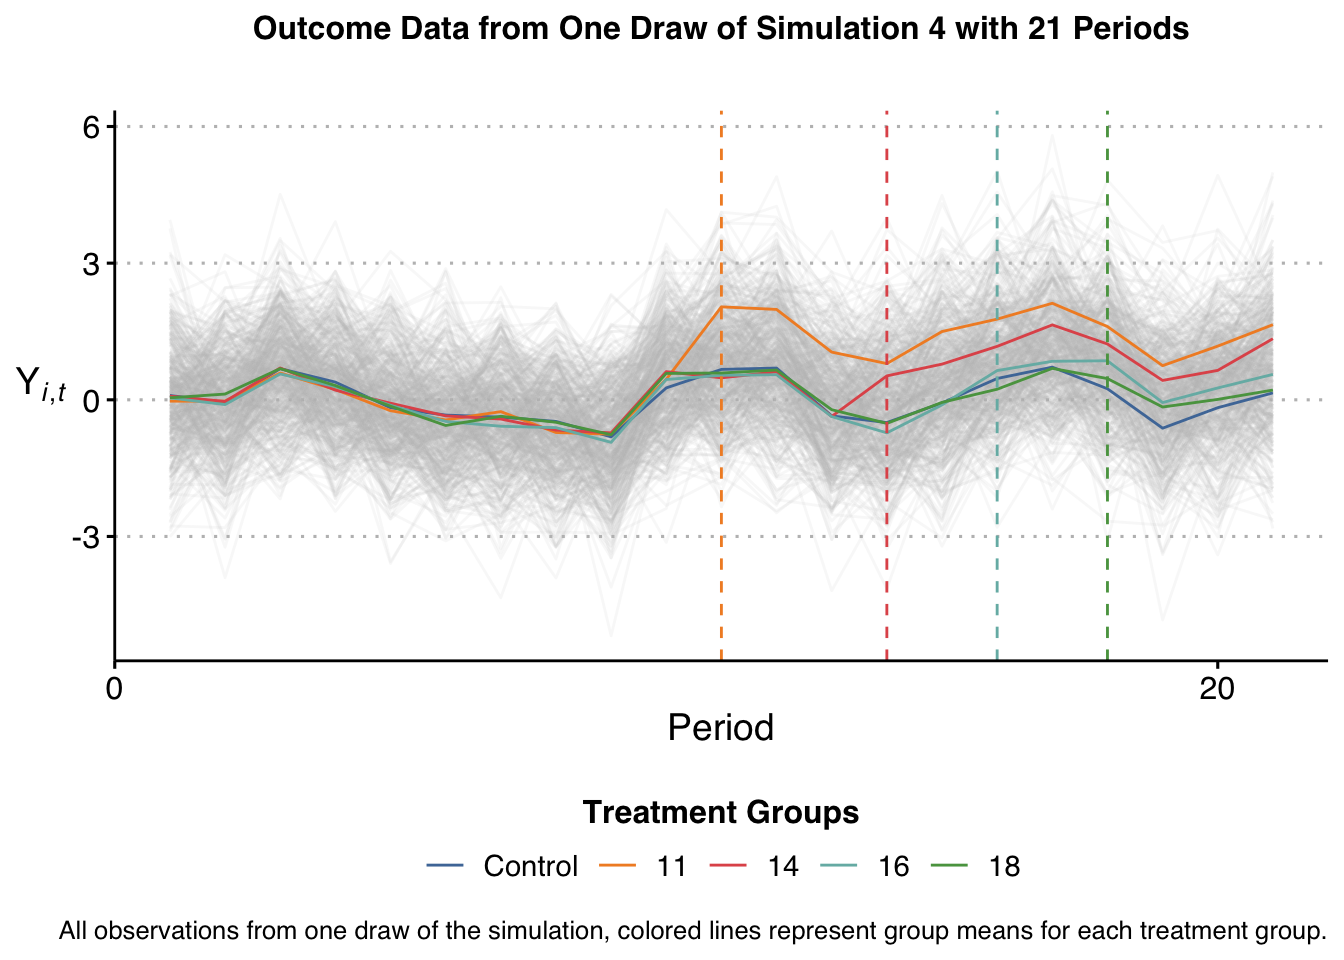 Outcome Data from One Draw of Simulation 4 with 21 Periods
6
3
0
-3
Y i,t
0
20
Period
Treatment Groups
Control 11 14 16 18
All observations from one draw of the simulation, colored lines represent group means for each treatment group.